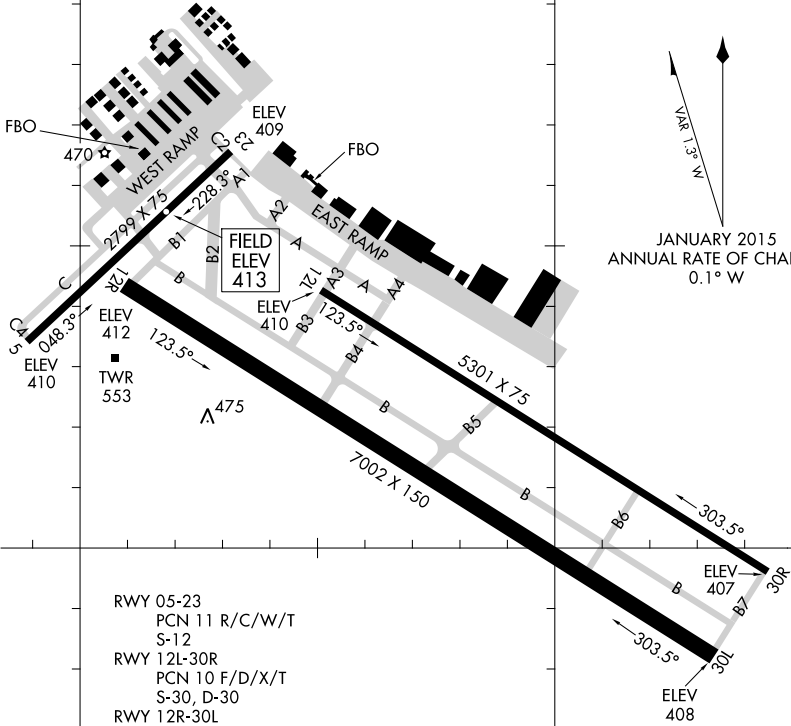 FBO
470
WEST RAMP
ELEV
409
C2
23
A1
FBO
VAR 1.3° W
JANUARY 2015
ANNUAL RATE OF CHA
0.1° W
2799 X 75
228.3°
A2
EAST RAMP
B1
B2
FIELD
ELEV
413
A
C
B
12R
12L
A3
A
A4
ELEV
410
C4
5
048.3°
ELEV
410
ELEV
412
TWR
553
123.5°
B3
123.5°
B4
475
5301 X 75
B
B5
7002 X 150
B
B6
303.5°
ELEV
407
30R
B
B7
303.5°
30L
ELEV
408
RWY 05-23
PCN 11 R/C/W/T
S-12
RWY 12L-30R
PCN 10 F/D/X/T
S-30, D-30
RWY 12R-30L